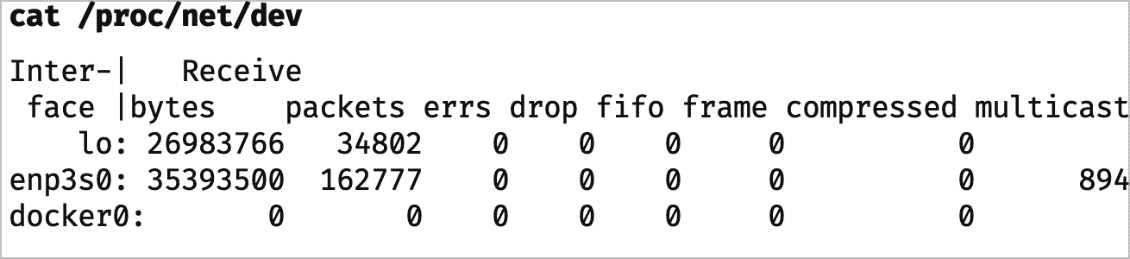 cat /proc/net/dev
Inter-|   Receive
 face |bytes    packets errs drop fifo frame compressed multicast
    lo: 26983766   34802    0    0    0     0          0
enp3s0: 35393500  162777    0    0    0     0          0      894
docker0:       0       0    0    0    0     0          0